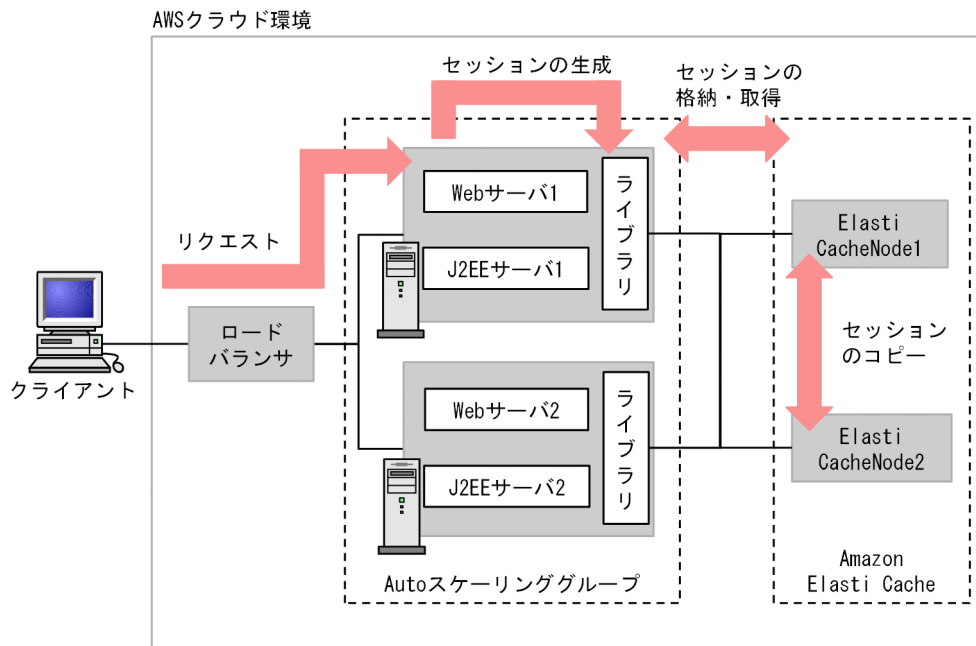 AWSクラウド環境
セッションの生成
セッションの
格納・取得
リクエスト
Webサーバ1
J2EEサーバ1
ライブラリ
Elasti
CacheNode1
クライアント
ロード
バランサ
セッション
のコピー
Webサーバ2
J2EEサーバ2
ライブラリ
Elasti
CacheNode2
Autoスケーリンググループ
Amazon
Elasti Cache